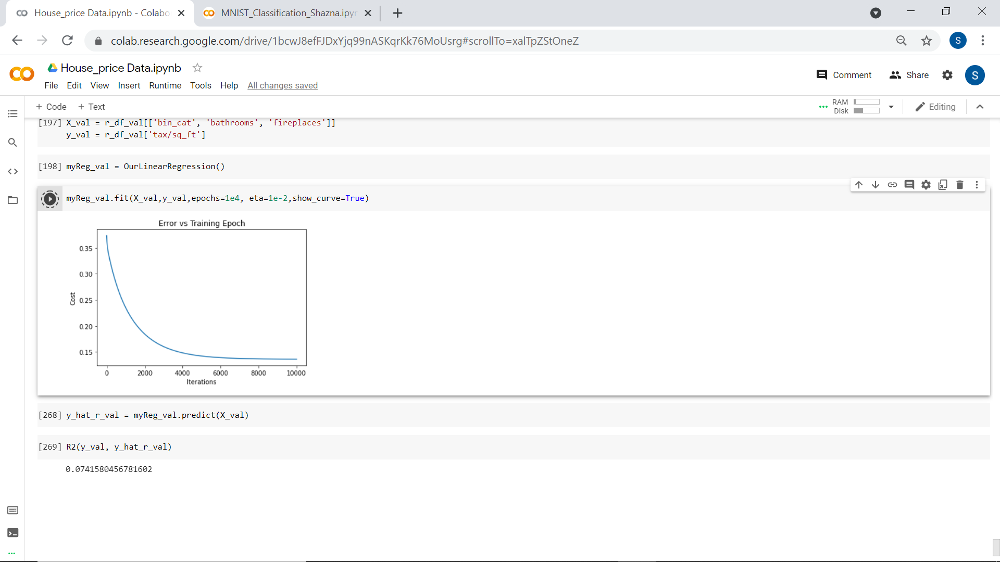 House_price Data.ipynb - Colabo
MNIST_Classification_Shazna.ipyn
colab.research.google.com/drive/1bcwJ8efFJDxYjq99nASKqrKk76MoUsrg#scrollTo=xalTpZStOneZ
S
House_price Data.ipynb
File Edit View Insert Runtime Tools Help All changes saved
Comment
Share
S
+ Code + Text
RAM
Disk
Editing
[197] X_val = r_df_val[['bin_cat', 'bathrooms', 'fireplaces']]
y_val = r_df_val['tax/sq_ft']
[198] myReg_val = OurLinearRegression()
myReg_val.fit(X_val,y_val,epochs=1e4, eta=1e-2,show_curve=True)
Error vs Training Epoch
0.35
0.30
0.25
0.20
0.15
Cost
0 2000 4000 6000 8000 10000
Iterations
[268] y_hat_r_val = myReg_val.predict(X_val)
[269] R2(y_val, y_hat_r_val)
0.0741580456781602